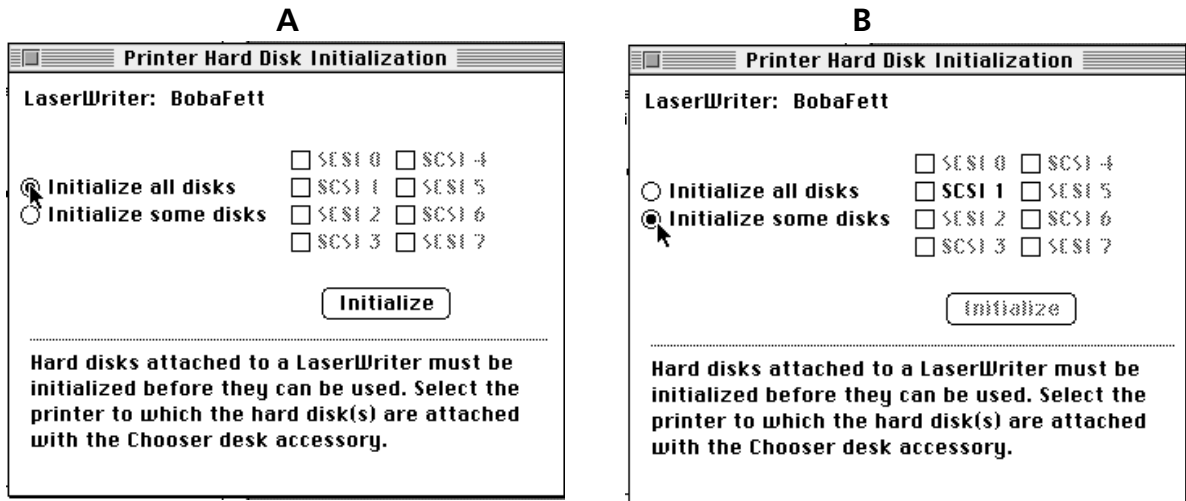 A
Printer Hard Disk Initialization
LaserWriter: BobaFett
SCSI 0 SCSI 4
Initialize all disks SCSI 1 SCSI 5
Initialize some disks SCSI 2 SCSI 6
SCSI 3 SCSI 7
Initialize
Hard disks attached to a LaserWriter must be
initialized before they can be used. Select the
printer to which the hard disk(s) are attached
with the Chooser desk accessory.
B
Printer Hard Disk Initialization
LaserWriter: BobaFett
SCSI 0 SCSI 4
Initialize all disks SCSI 1 SCSI 5
Initialize some disks SCSI 2 SCSI 6
SCSI 3 SCSI 7
Initialize
Hard disks attached to a LaserWriter must be
initialized before they can be used. Select the
printer to which the hard disk(s) are attached
with the Chooser desk accessory.